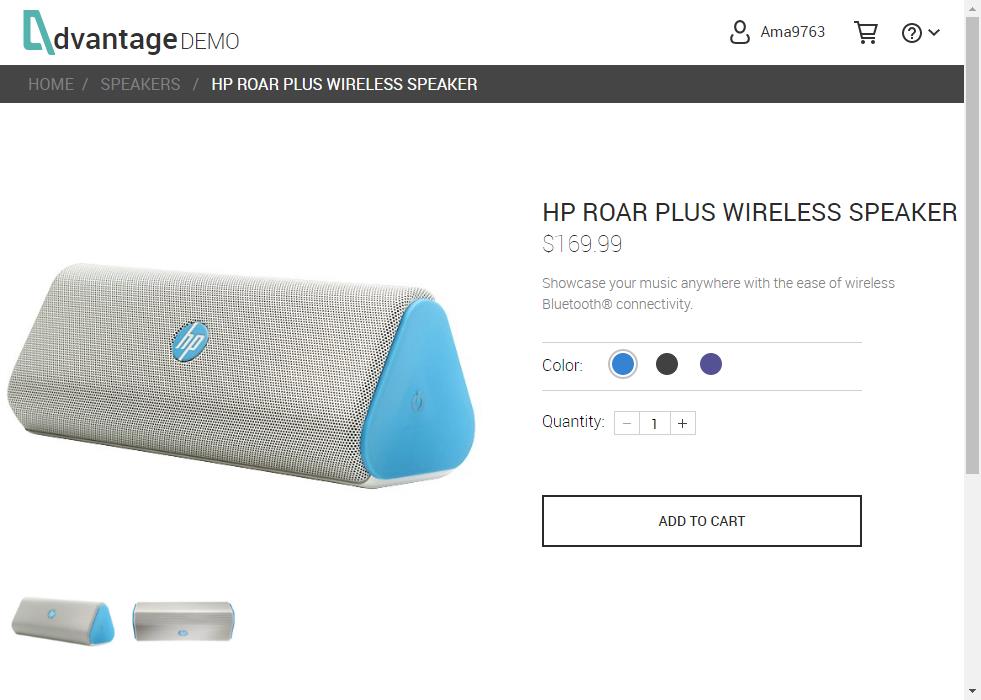 dvantage DEMO
Ama9763
HOME / SPEAKERS / HP ROAR PLUS WIRELESS SPEAKER
HP ROAR PLUS WIRELESS SPEAKER
$169.99
Showcase your music anywhere with the ease of wireless
Bluetooth® connectivity.
hp
Color:
Quantity: − 1 +
ADD TO CART